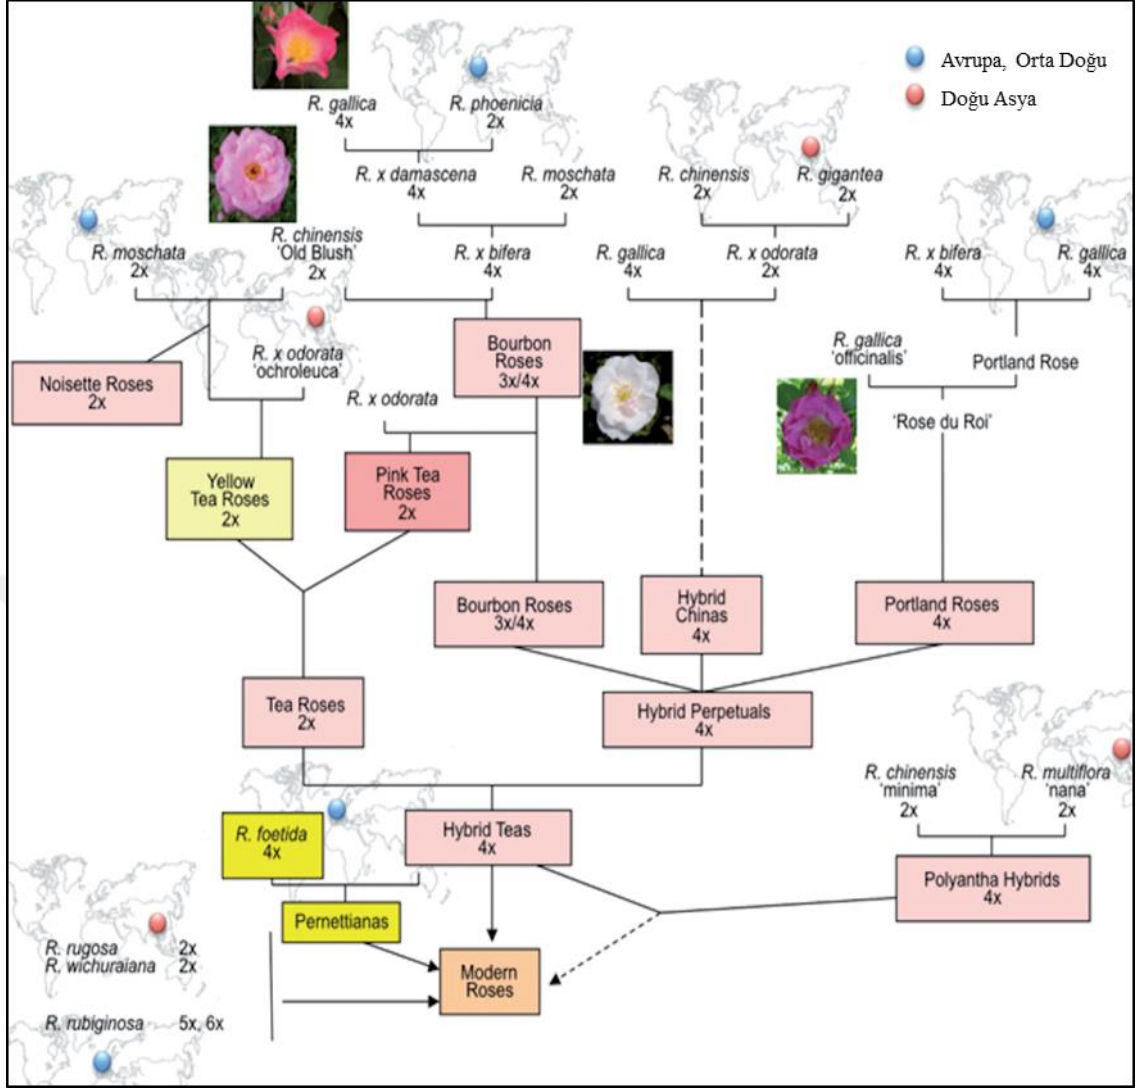 Avrupa, Orta Doğu
Doğu Asya
R. gallica
4x
R. phoenicia
2x
R. x damascena
4x
R. moschata
2x
R. chinensis
2x
R. gigantea
2x
R. moschata
2x
R. chinensis
'Old Blush'
2x
R. x bifera
4x
R. gallica
4x
R. x odorata
2x
R. x bifera
4x
R. gallica
4x
Noisette Roses
2x
R. x odorata
'ochroleuca'
Bourbon
Roses
3x/4x
R. gallica
'officinalis'
Portland Rose
R. x odorata
'Rose du Roi'
Yellow
Tea Roses
2x
Pink Tea
Roses
2x
Bourbon Roses
3x/4x
Hybrid
Chinas
4x
Portland Roses
4x
Tea Roses
2x
Hybrid Perpetuals
4x
R. chinensis
'minima'
2x
R. multiflora
'nana'
2x
R. foetida
4x
Hybrid Teas
4x
Polyantha Hybrids
4x
Pernettianas
R. rugosa 2x
R. wichuraiana 2x
Modern
Roses
R. rubiginosa 5x, 6x